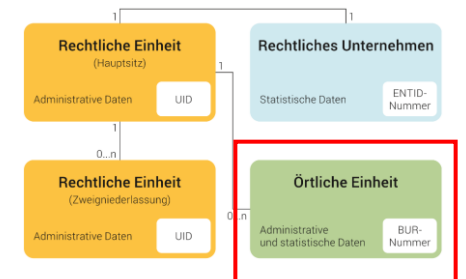 1
1
Rechtliche Einheit
(Hauptsitz)
Administrative Daten
UID
Rechtliches Unternehmen
Statistische Daten
ENTID-
Nummer
1
1
0...n
Rechtliche Einheit
(Zweigniederlassung)
Administrative Daten
UID
Örtliche Einheit
Administrative
und statistische Daten
BUR-
Nummer